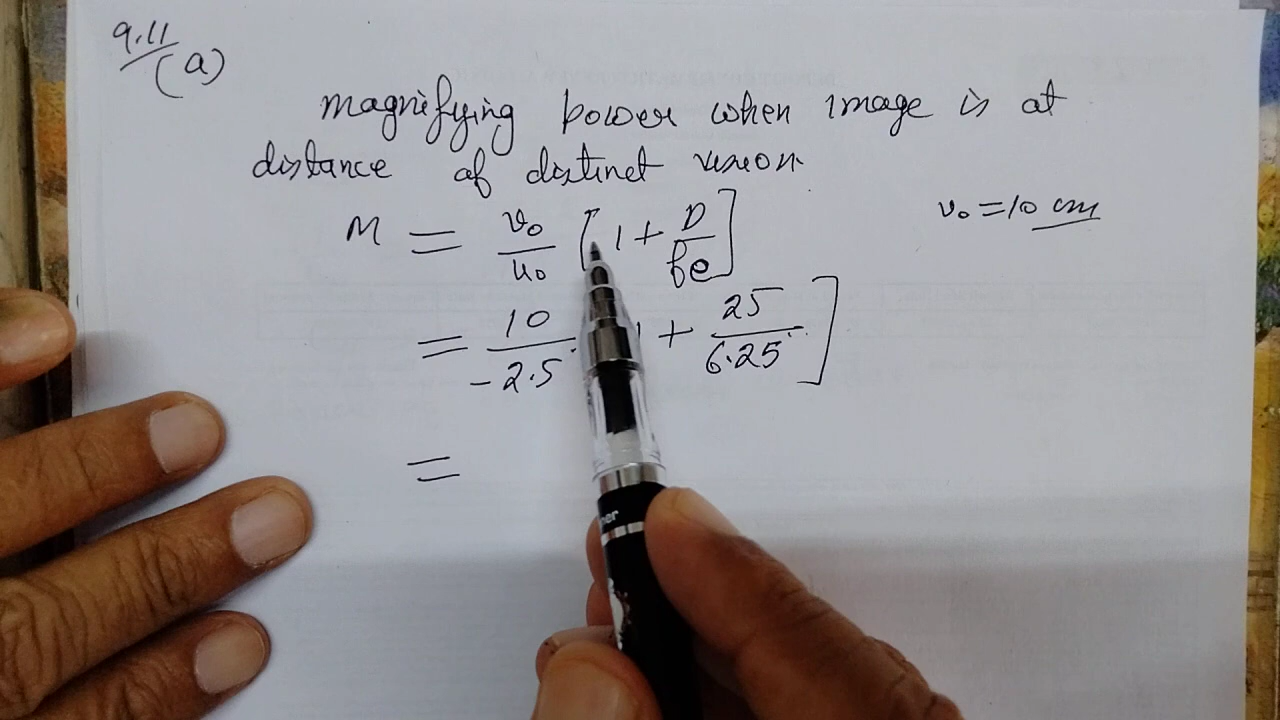 9.11
(a)
magnifying power when image is at
distance of distinct vision.
M = v₀/u₀ [1 + D/fe]
v₀ = 10 cm
= 10/-2.5 1 + 25/6.25 ]
=